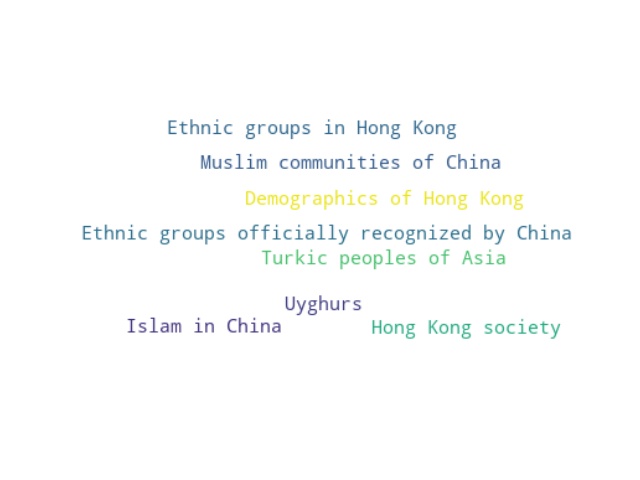 Ethnic groups in Hong Kong
Muslim communities of China
Demographics of Hong Kong
Ethnic groups officially recognized by China
Turkic peoples of Asia
Uyghurs
Islam in China
Hong Kong society